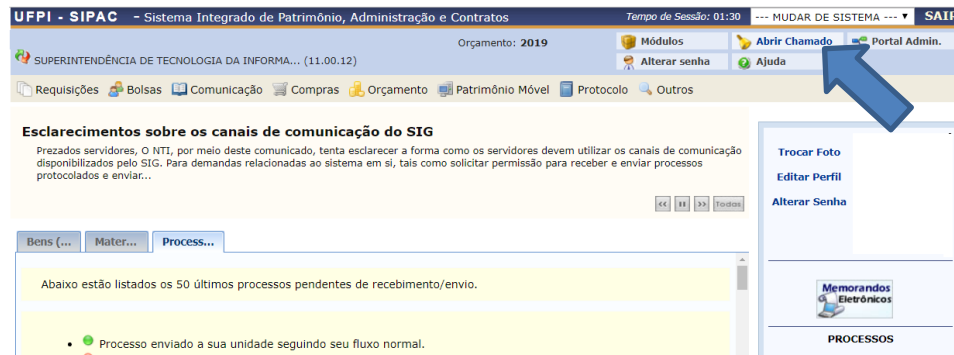 UFPI - SIPAC - Sistema Integrado de Patrimônio, Administração e Contratos
Tempo de Sessão: 01:30
--- MUDAR DE SISTEMA ---
SAIR
SUPERINTENDÊNCIA DE TECNOLOGIA DA INFORMA... (11.00.12)
Orçamento: 2019
Módulos
Abrir Chamado
Portal Admin.
Alterar senha
Ajuda
Requisições Bolsas Comunicação Compras Orçamento Patrimônio Móvel Protocolo Outros
Esclarecimentos sobre os canais de comunicação do SIG
Prezados servidores, O NTI, por meio deste comunicado, tenta esclarecer a forma como os servidores devem utilizar os canais de comunicação
disponibilizados pelo SIG. Para demandas relacionadas ao sistema em si, tais como solicitar permissão para receber e enviar processos
protocolados e enviar...
Todas
Bens (... Mater... Process...
Abaixo estão listados os 50 últimos processos pendentes de recebimento/envio.
Processo enviado a sua unidade seguindo seu fluxo normal.
Trocar Foto
Editar Perfil
Alterar Senha
Memorandos
Eletrônicos
PROCESSOS